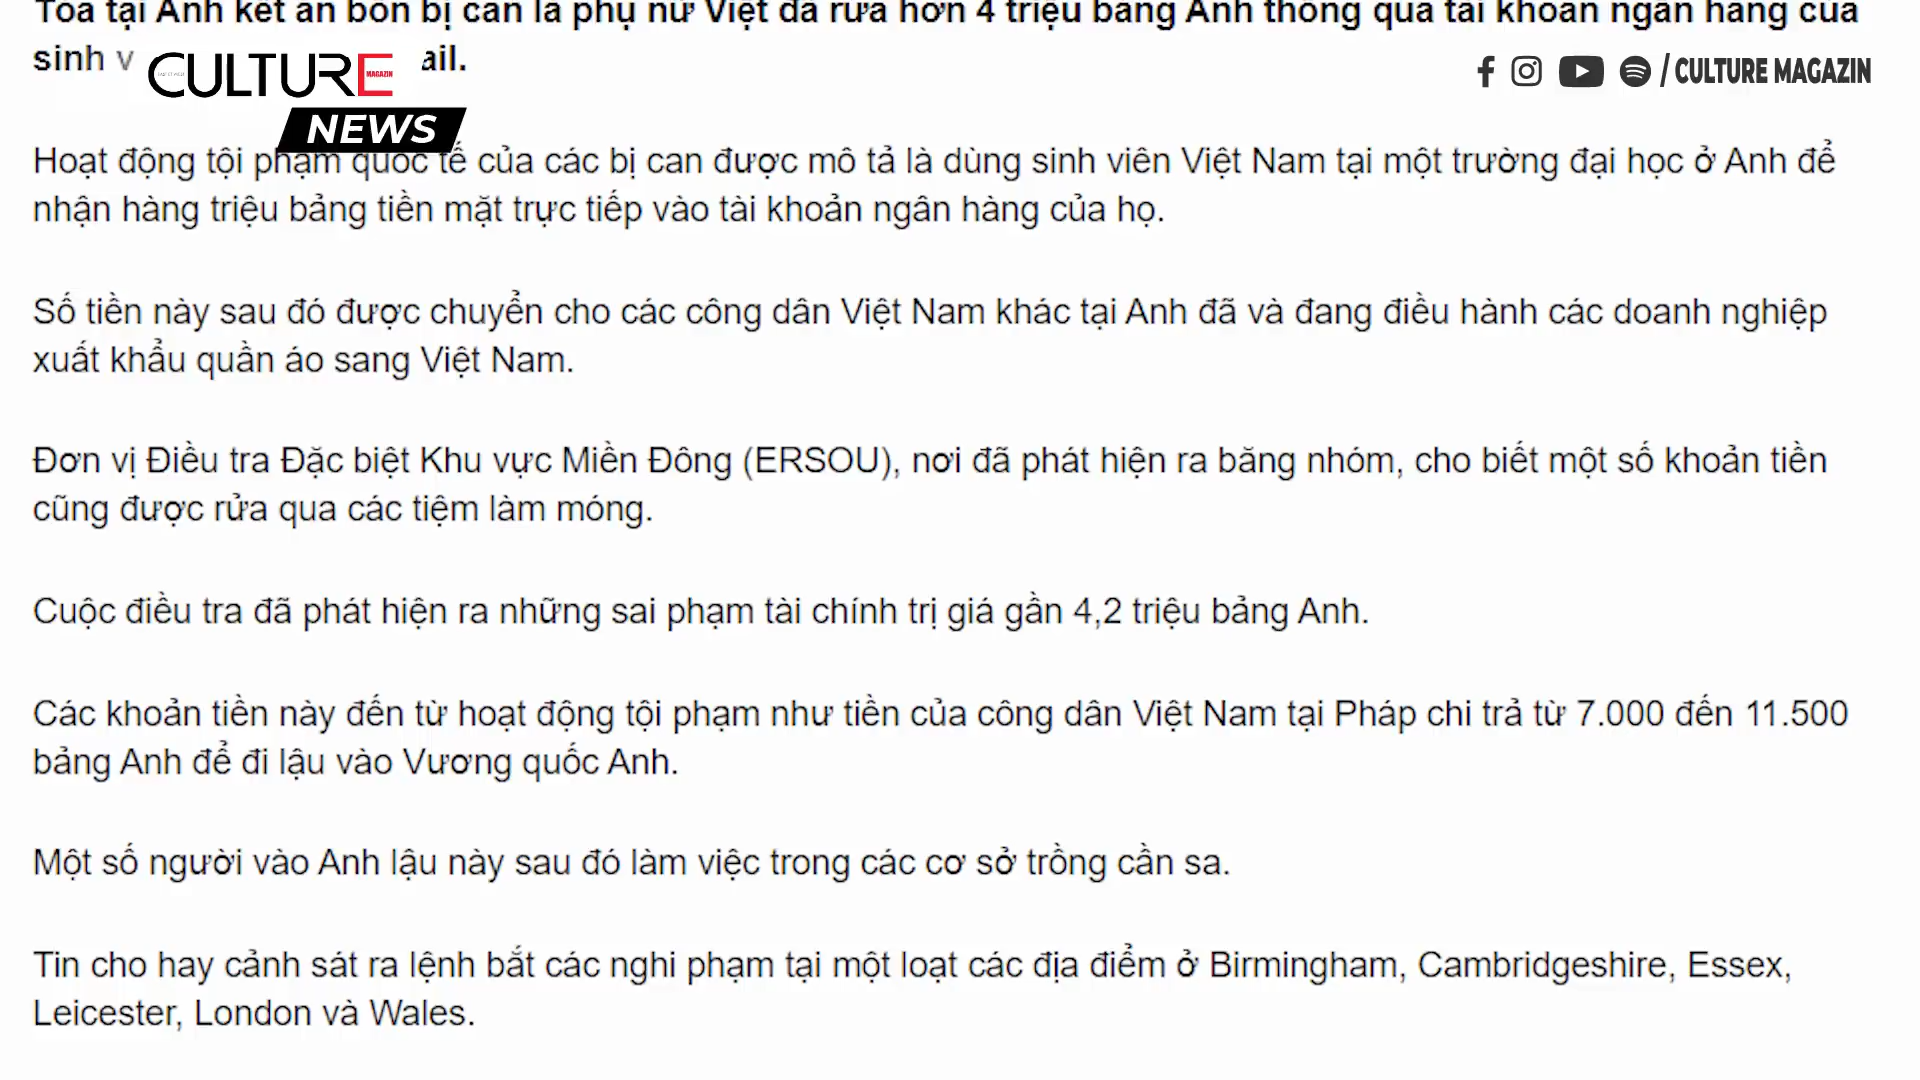 Tòa tại Anh kết án bốn bị can là phụ nữ Việt đã rửa hơn 4 triệu bảng Anh thông qua tài khoản ngân hàng của
sinh v ail.
CULTURE
MAGAZIN
NEWS
/ CULTURE MAGAZIN
Hoạt động tội phạm quốc tế của các bị can được mô tả là dùng sinh viên Việt Nam tại một trường đại học ở Anh để
nhận hàng triệu bảng tiền mặt trực tiếp vào tài khoản ngân hàng của họ.
Số tiền này sau đó được chuyển cho các công dân Việt Nam khác tại Anh đã và đang điều hành các doanh nghiệp
xuất khẩu quần áo sang Việt Nam.
Đơn vị Điều tra Đặc biệt Khu vực Miền Đông (ERSOU), nơi đã phát hiện ra băng nhóm, cho biết một số khoản tiền
cũng được rửa qua các tiệm làm móng.
Cuộc điều tra đã phát hiện ra những sai phạm tài chính trị giá gần 4,2 triệu bảng Anh.
Các khoản tiền này đến từ hoạt động tội phạm như tiền của công dân Việt Nam tại Pháp chi trả từ 7.000 đến 11.500
bảng Anh để đi lậu vào Vương quốc Anh.
Một số người vào Anh lậu này sau đó làm việc trong các cơ sở trồng cần sa.
Tin cho hay cảnh sát ra lệnh bắt các nghi phạm tại một loạt các địa điểm ở Birmingham, Cambridgeshire, Essex,
Leicester, London và Wales.